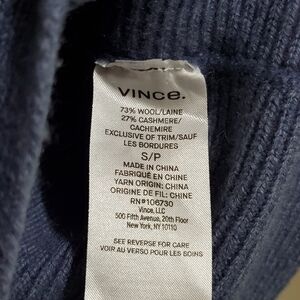 VINCE.
73% WOOL/LAINE
27% CASHMERE/
CACHEMIRE
EXCLUSIVE OF TRIM/SAUF
LES BORDURES
S/P
MADE IN CHINA
FABRIQUÉ EN CHINE
YARN ORIGIN: CHINA
ORIGINE DE FIL: CHINE
RN#106730
Vince, LLC
500 Fifth Avenue, 20th Floor
New York, NY 10110
SEE REVERSE FOR CARE
VOIR AU VERSO POUR LES SOINS